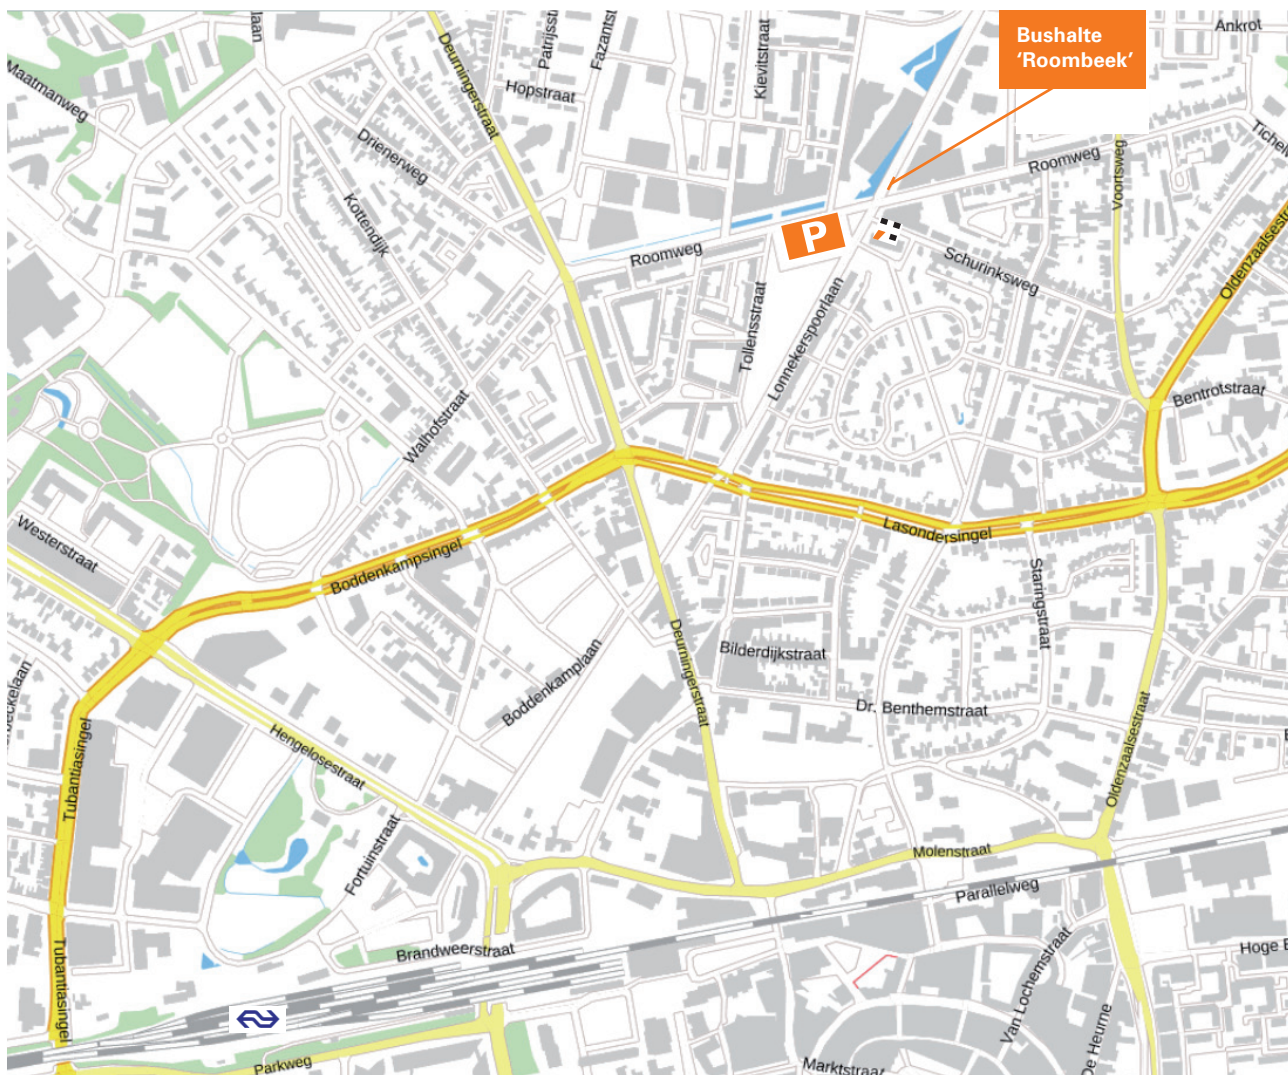 Bushalte
‘Roombeek’
Ankrot
Patrijsstr
Fazantst
Deurningerstraat
Kievitstraat
Hopstraat
Maatmanweg
Drienerweg
Roomweg
Voortsweg
Kottendijk
P
Roomweg
Schurinksweg
Oldenzaalsestr
Tollensstraat
Lonnekerspoorlaan
Bentrotstraat
Walhofstraat
Westerstraat
Boddenkampsingel
Lasondersingel
Staringstraat
Deurningerstraat
Bilderdijkstraat
Boddenkamplaan
Dr. Benthemstraat
Hengelosestraat
Tubantiasingel
Oldenzaalsestraat
Fortuinstraat
Molenstraat
Parallelweg
Brandweerstraat
Tubantiasingel
Van Lochemstraat
Hoge
De Heurne
Parkweg
Marktstraat